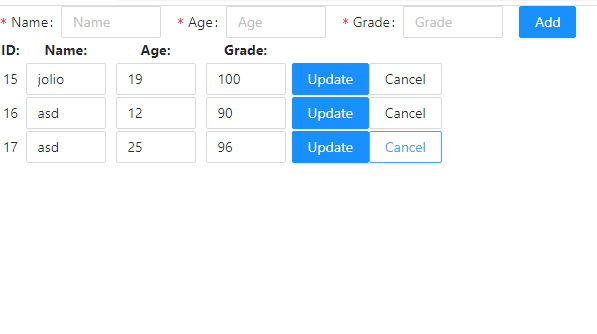 * Name: Name * Age: Age * Grade: Grade Add
ID: Name: Age: Grade:
15 jolio 19 100 Update Cancel
16 asd 12 90 Update Cancel
17 asd 25 96 Update Cancel